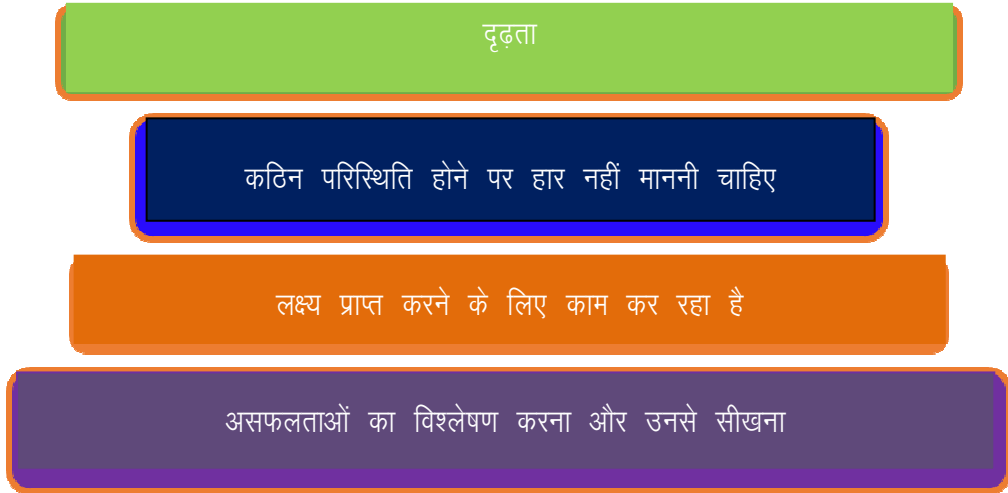 दृढ़ता
कठिन परिस्थिति होने पर हार नहीं माननी चाहिए
लक्ष्य प्राप्त करने के लिए काम कर रहा है
असफलताओं का विश्लेषण करना और उनसे सीखना